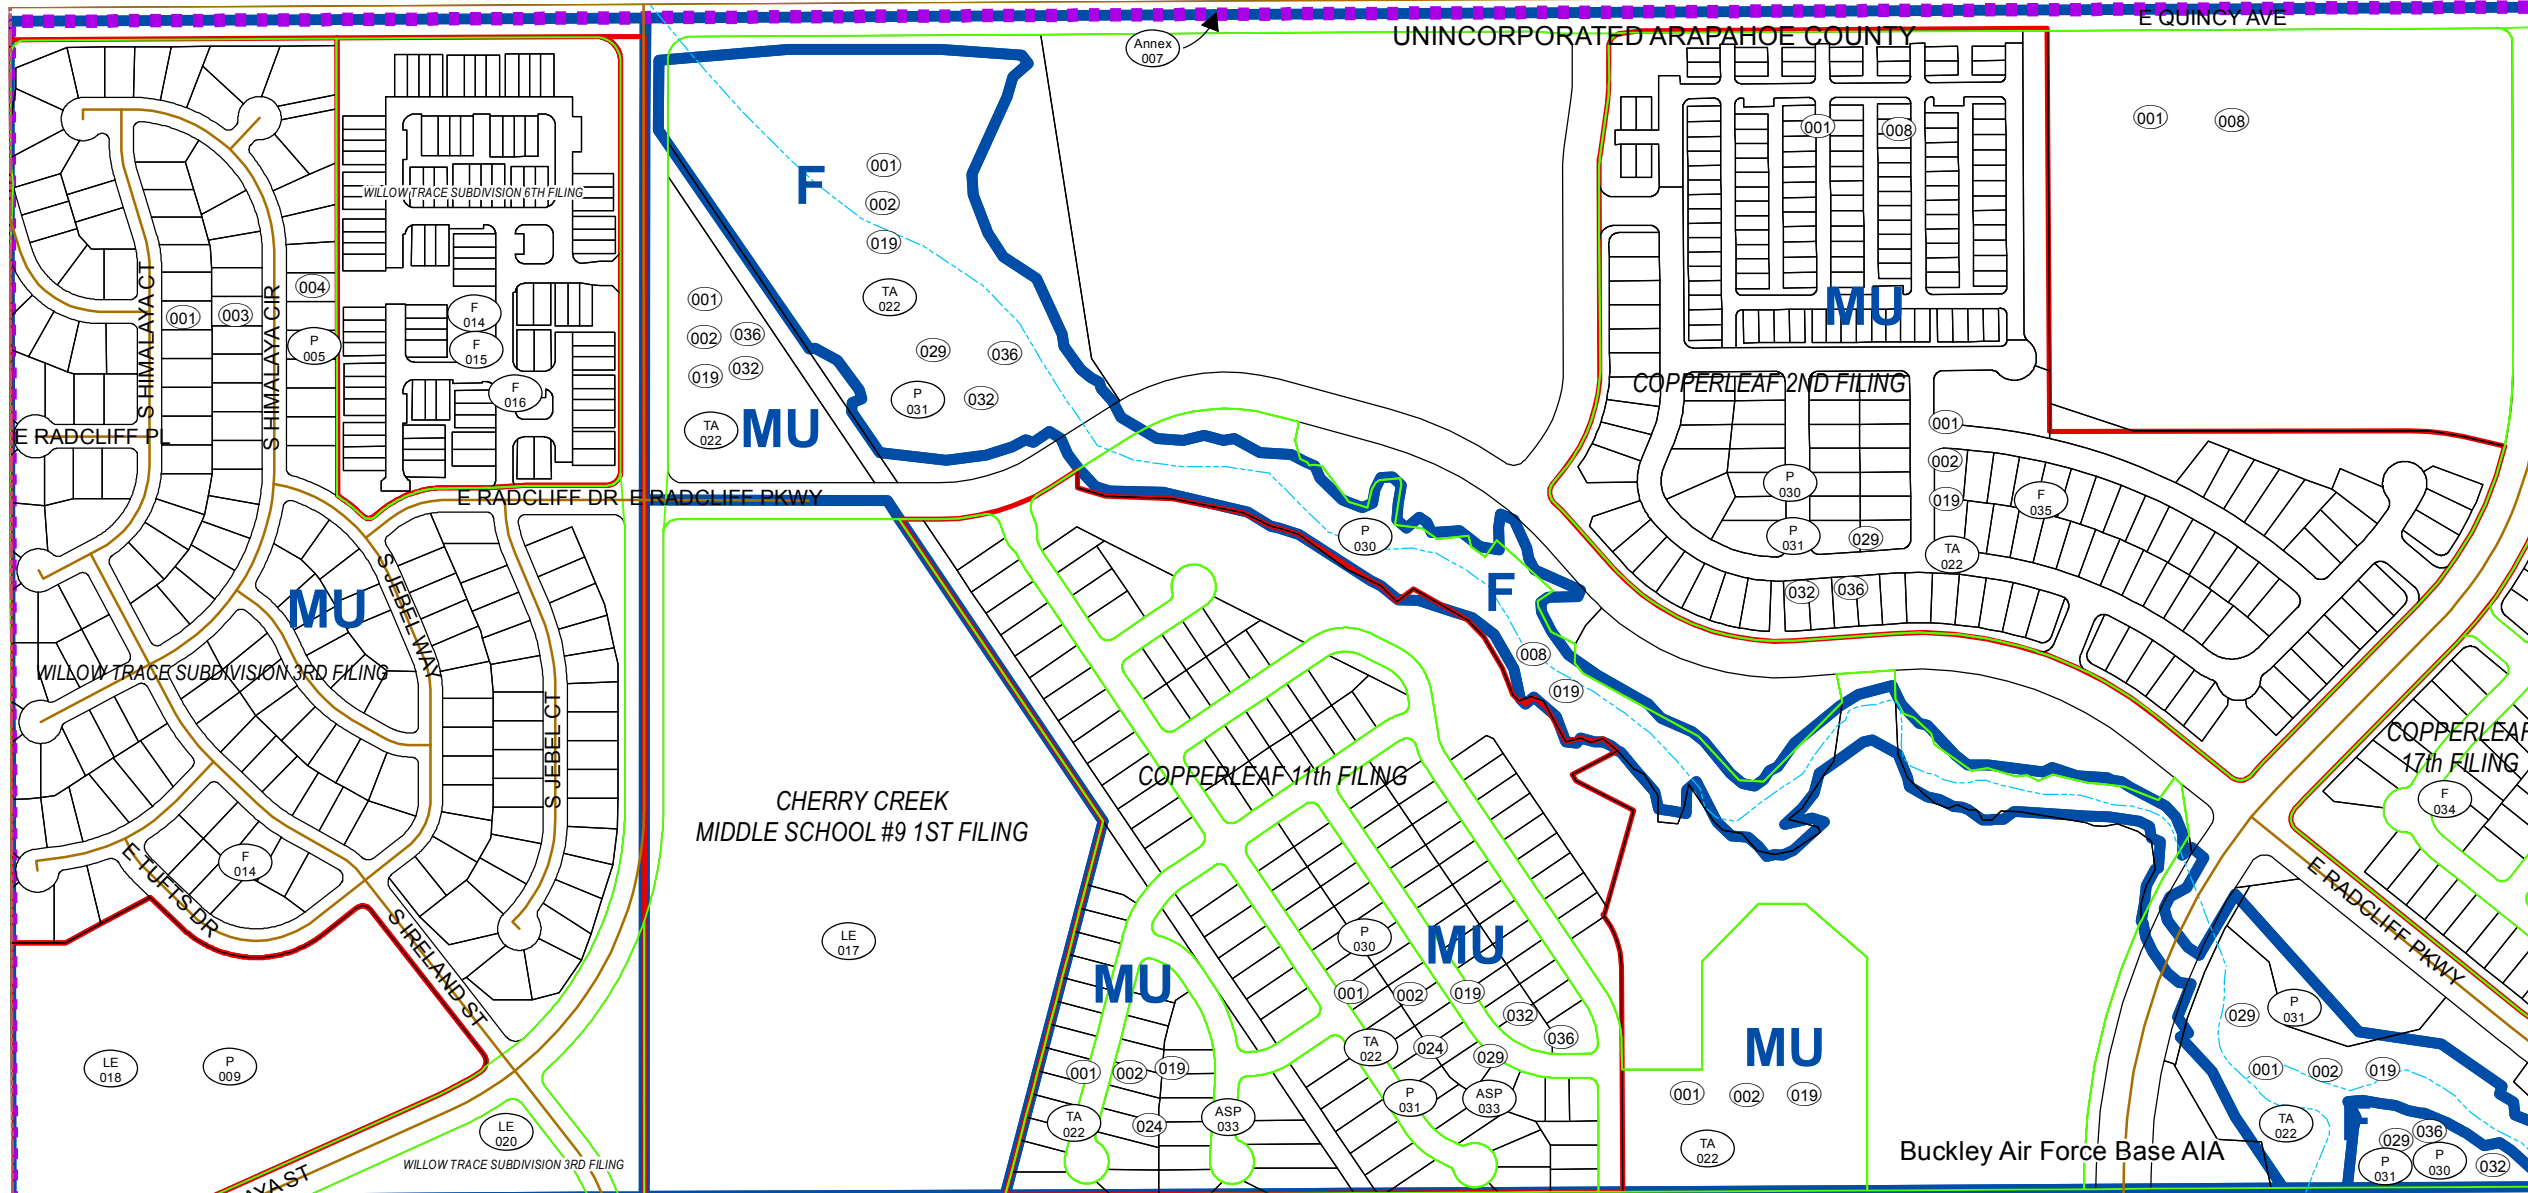 E QUINCY AVE
UNINCORPORATED ARAPAHOE COUNTY
Annex
007
001
008
001
008
F
001
002
019
TA
022
029
036
P
031
032
WILLOW TRACE SUBDIVISION 6TH FILING
S HIMALAYA CT
S HIMALAYA CIR
001
003
004
P
005
F
014
F
015
F
016
001
002
036
019
032
TA
022
MU
MU
COPPERLEAF 2ND FILING
001
002
019
TA
022
F
035
P
030
P
031
029
032
036
E RADCLIFF PL
E RADCLIFF DR
E RADCLIFF PKWY
P
030
F
008
019
MU
S JEBEL WAY
S JEBEL CT
WILLOW TRACE SUBDIVISION 3RD FILING
COPPERLEAF
17th FILING
F
034
COPPERLEAF 11th FILING
CHERRY CREEK
MIDDLE SCHOOL #9 1ST FILING
F
014
E TUFTS DR
S IRELAND ST
LE
017
P
030
MU
MU
001
002
019
032
036
TA
022
024
029
P
031
ASP
033
001
002
019
TA
022
024
ASP
033
MU
001
002
019
TA
022
E RADCLIFF PKWY
029
P
031
001
002
019
TA
022
F
029
036
P
031
P
030
032
LE
018
P
009
LE
020
WILLOW TRACE SUBDIVISION 3RD FILING
AYA ST
Buckley Air Force Base AIA